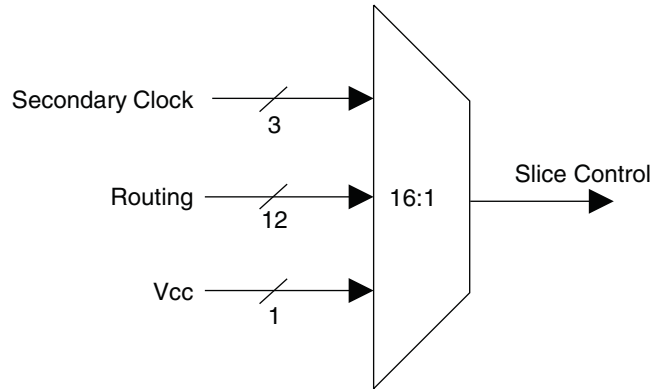 Secondary Clock
3
Routing
12
16:1
Slice Control
Vcc
1